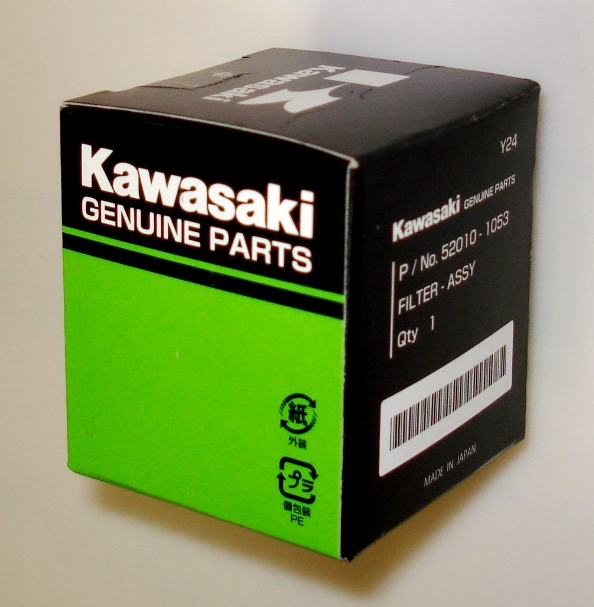 Kawasaki
Kawasaki
GENUINE PARTS
紙
外装
プラ
個包装
PE
Y24
Kawasaki GENUINE PARTS
P / No. 52010 - 1053
FILTER - ASSY
Qty 1
MADE IN JAPAN